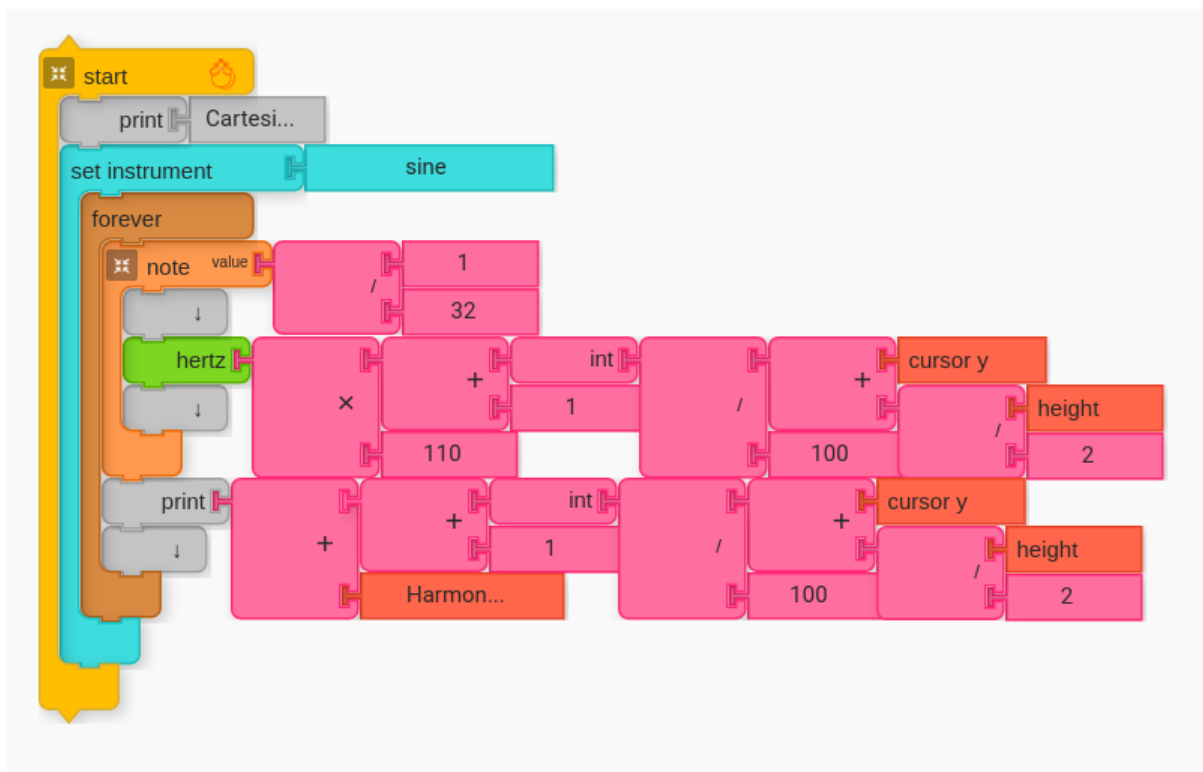 start
print Cartesi...
set instrument sine
forever
note value / 1
↓ 32
hertz × + int / + cursor y
↓ 1 / height
110 100 2
print + + int / + cursor y
↓ 1 / height
Harmon... 100 2